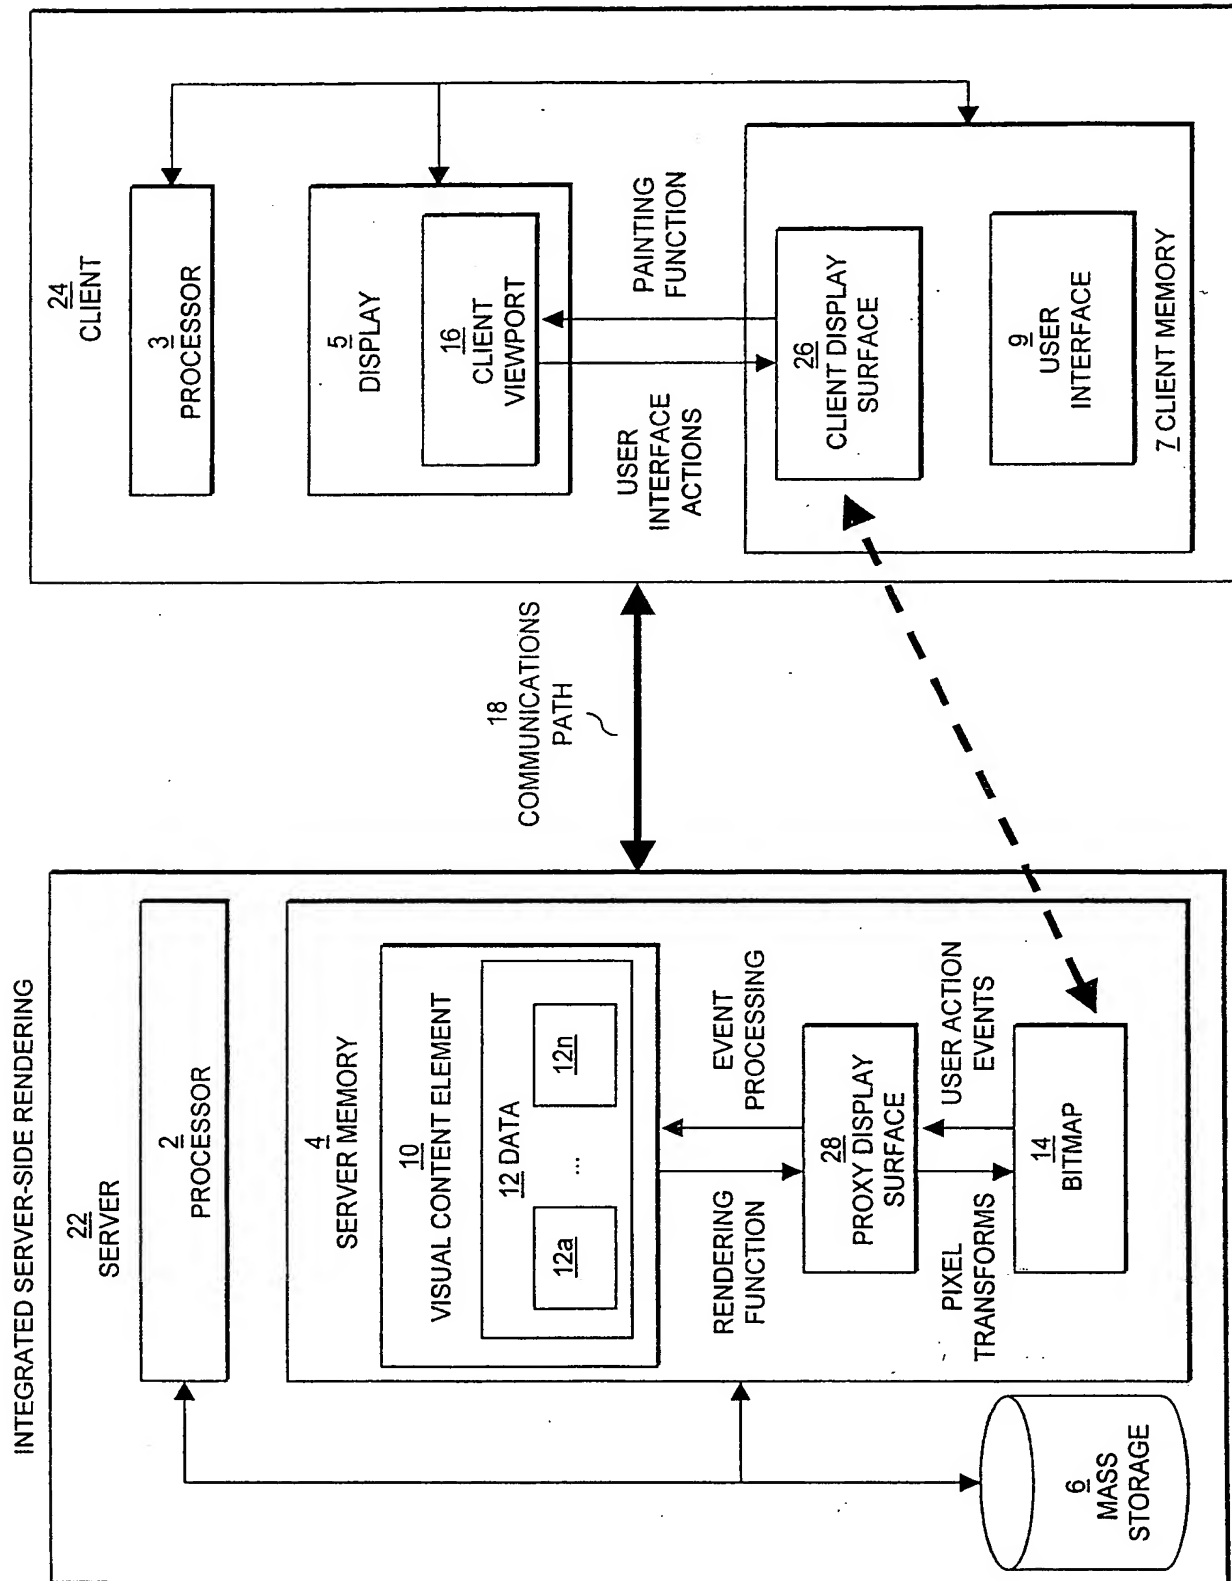 INTEGRATED SERVER-SIDE RENDERING
22
SERVER
2
PROCESSOR
4
SERVER MEMORY
10
VISUAL CONTENT ELEMENT
12 DATA
12a
...
12n
RENDERING
FUNCTION
EVENT
PROCESSING
28
PROXY DISPLAY
SURFACE
PIXEL
TRANSFORMS
USER ACTION
EVENTS
14
BITMAP
6
MASS
STORAGE
18
COMMUNICATIONS
PATH
24
CLIENT
3
PROCESSOR
5
DISPLAY
16
CLIENT
VIEWPORT
USER
INTERFACE
ACTIONS
PAINTING
FUNCTION
26
CLIENT DISPLAY
SURFACE
9
USER
INTERFACE
7 CLIENT MEMORY